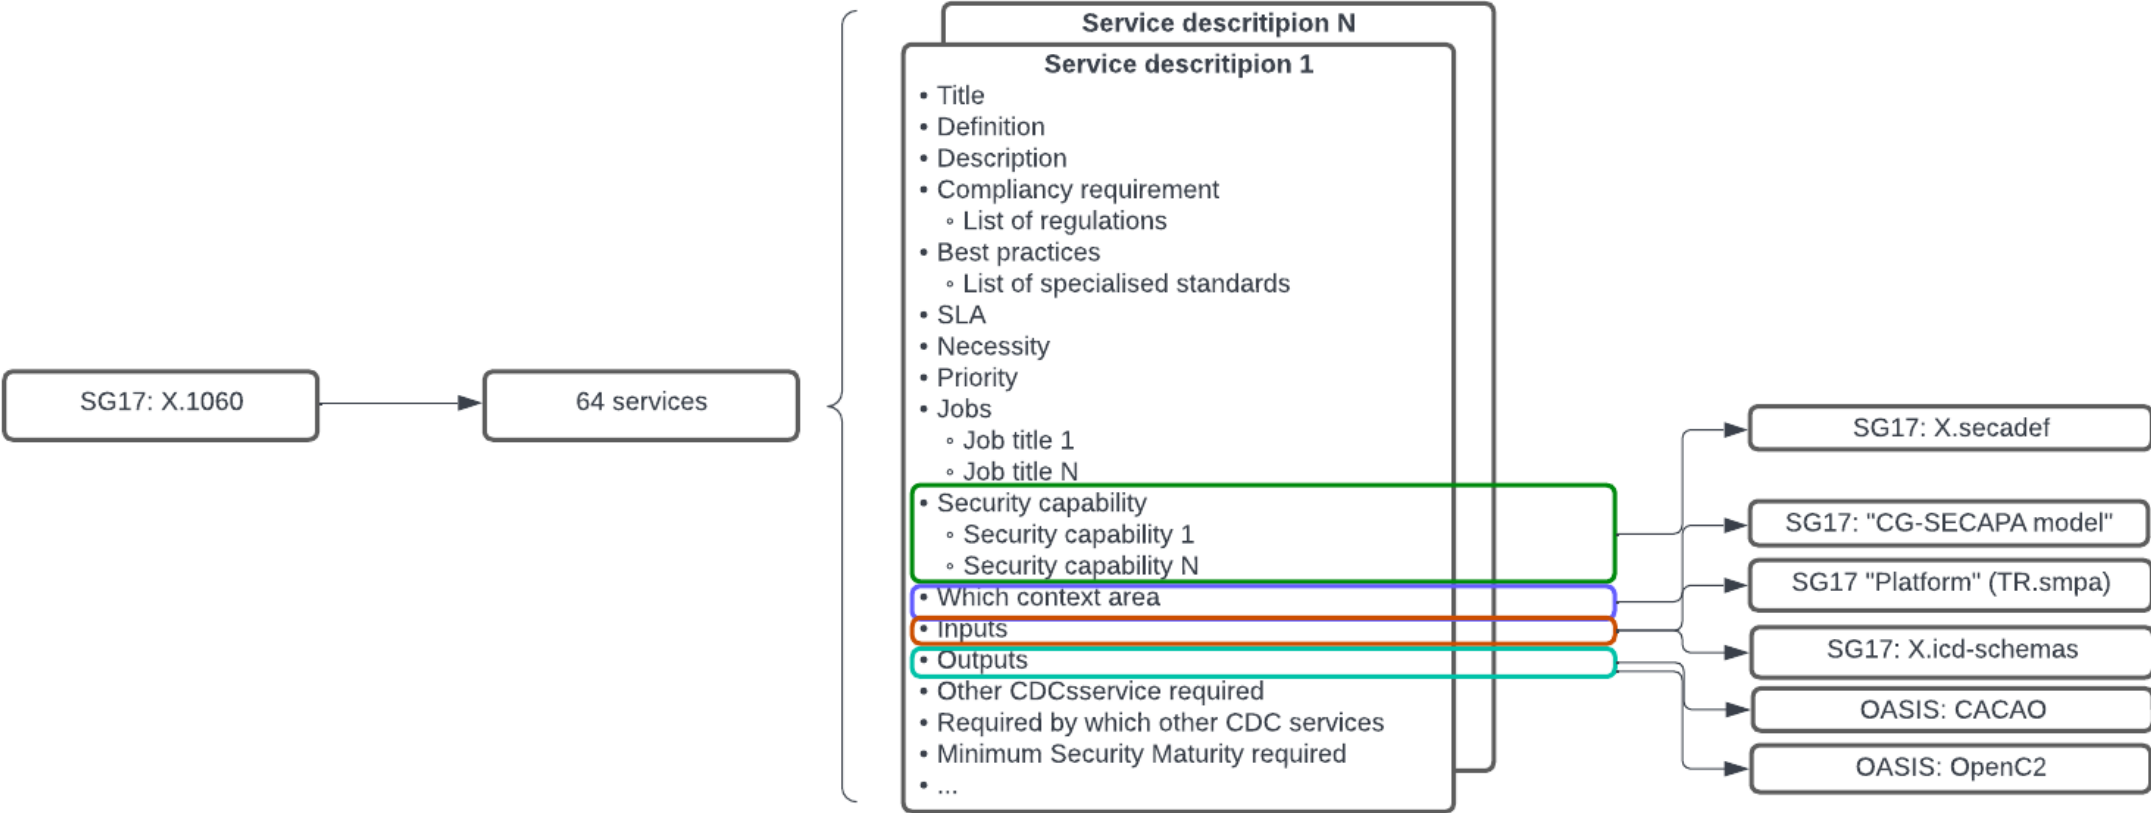 SG17: X.1060
64 services
Service descritipion N
Service descritipion 1
• Title
• Definition
• Description
• Compliancy requirement
◦ List of regulations
• Best practices
◦ List of specialised standards
• SLA
• Necessity
• Priority
• Jobs
◦ Job title 1
◦ Job title N
• Security capability
◦ Security capability 1
◦ Security capability N
• Which context area
• Inputs
• Outputs
• Other CDCsservice required
• Required by which other CDC services
• Minimum Security Maturity required
• ...
SG17: X.secadef
SG17: "CG-SECAPA model"
SG17 "Platform" (TR.smpa)
SG17: X.icd-schemas
OASIS: CACAO
OASIS: OpenC2